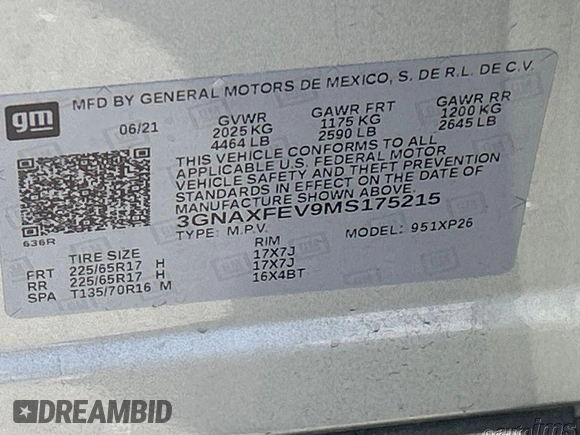 gm
MFD BY GENERAL MOTORS DE MEXICO, S. DE R.L. DE C.V.
06/21 GVWR GAWR FRT GAWR RR
2025 KG 1175 KG 1200 KG
4464 LB 2590 LB 2645 LB
THIS VEHICLE CONFORMS TO ALL
APPLICABLE U.S. FEDERAL MOTOR
VEHICLE SAFETY AND THEFT PREVENTION
STANDARDS IN EFFECT ON THE DATE OF
MANUFACTURE SHOWN ABOVE.
3GNAXFEV9MS175215
636R TYPE: M.P.V. MODEL: 951XP26
TIRE SIZE RIM
FRT 225/65R17 H 17X7J
RR 225/65R17 H 17X7J
SPA T135/70R16 M 16X4BT
DREAMBID